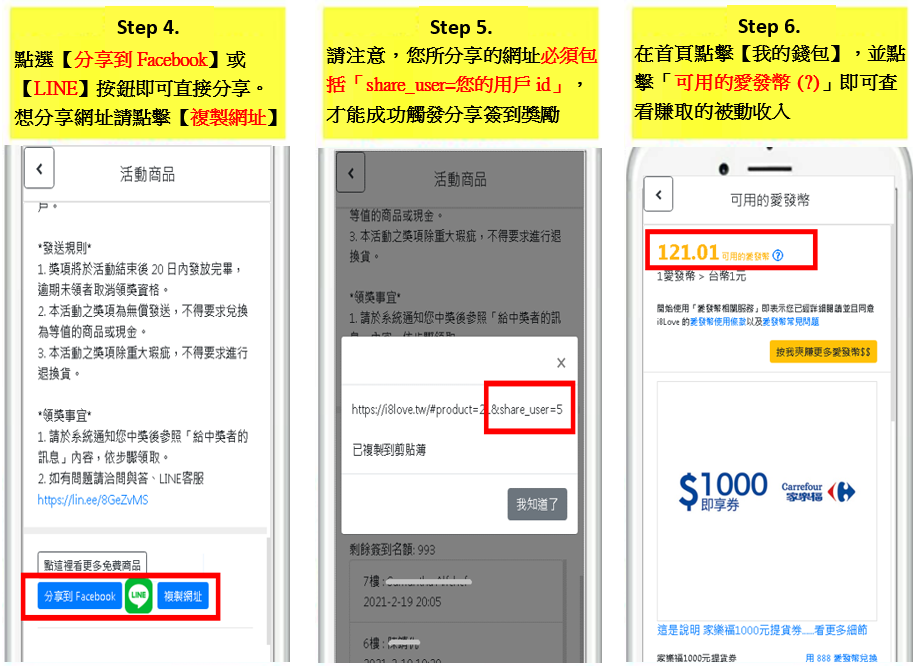 Step 4.
點選【分享到 Facebook】或
【LINE】按鈕即可直接分享。
想分享網址請點擊【複製網址】
活動商品
戶。
*發送規則*
1. 獎項將於活動結束後 20 日內發放完畢，
逾期未領者取消領獎資格。
2. 本活動之獎項為無償發送，不得要求兌換
為等值的商品或現金。
3. 本活動之獎項除重大瑕疵，不得要求進行
退換貨。
*領獎事宜*
1. 請於系統通知您中獎後參照「給中獎者的
訊息」內容，依步驟領取。
2. 如有問題請洽問與答、LINE客服
https://lin.ee/8GeZvMS
點這裡看更多免費商品
分享到 Facebook
LINE
複製網址
Step 5.
請注意，您所分享的網址必須包
括「share_user=您的用戶 id」，
才能成功觸發分享簽到獎勵
活動商品
等值的商品或現金。
3. 本活動之獎項除重大瑕疵，不得要求進行退
換貨。
*領獎事宜*
1. 請於系統通知您中獎後參照「給中獎者的訊
息」內容，依步驟領取。
×
https://i8love.tw/#product=21&share_user=5
已複製到剪貼薄
我知道了
剩餘簽到名額: 993
7樓 :
2021-2-19 20:05
6樓 :
Step 6.
在首頁點擊【我的錢包】，並點
擊「可用的愛發幣 (?)」即可查
看賺取的被動收入
可用的愛發幣
121.01 可用的愛發幣 ?
1愛發幣 > 台幣1元
開始使用「愛發幣相關服務」即表示您已經詳細閱讀並且同意
i8Love 的愛發幣使用條款以及愛發幣常見問題
按我爽賺更多愛發幣$$
$1000
即享券
Carrefour
家樂福
這是說明 家樂福1000元提貨券......看更多細節
家樂福1000元提貨券
用 888 愛發幣兌換